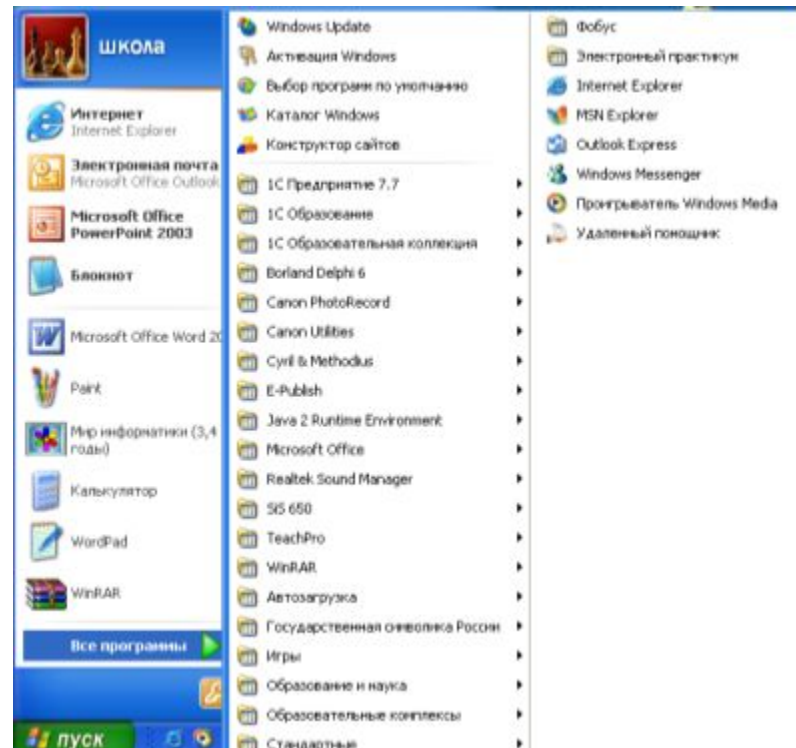 школа
Интернет
Internet Explorer
Электронная почта
Microsoft Office Outlook
Microsoft Office
PowerPoint 2003
Блокнот
Microsoft Office Word 20
Paint
Мир информатики (3,4
годы)
Калькулятор
WordPad
WinRAR
Все программы
пуск
Windows Update
Активация Windows
Выбор программ по умолчанию
Каталог Windows
Конструктор сайтов
1С Предприятие 7.7
1С Образование
1С Образовательная коллекция
Borland Delphi 6
Canon PhotoRecord
Canon Utilities
Cyril & Methodius
E-Publish
Java 2 Runtime Environment
Microsoft Office
Realtek Sound Manager
SiS 650
TeachPro
WinRAR
Автозагрузка
Государственная символика России
Игры
Образование и наука
Образовательные комплексы
Стандартные
Фобус
Электронный практикум
Internet Explorer
MSN Explorer
Outlook Express
Windows Messenger
Проигрыватель Windows Media
Удаленный помощник